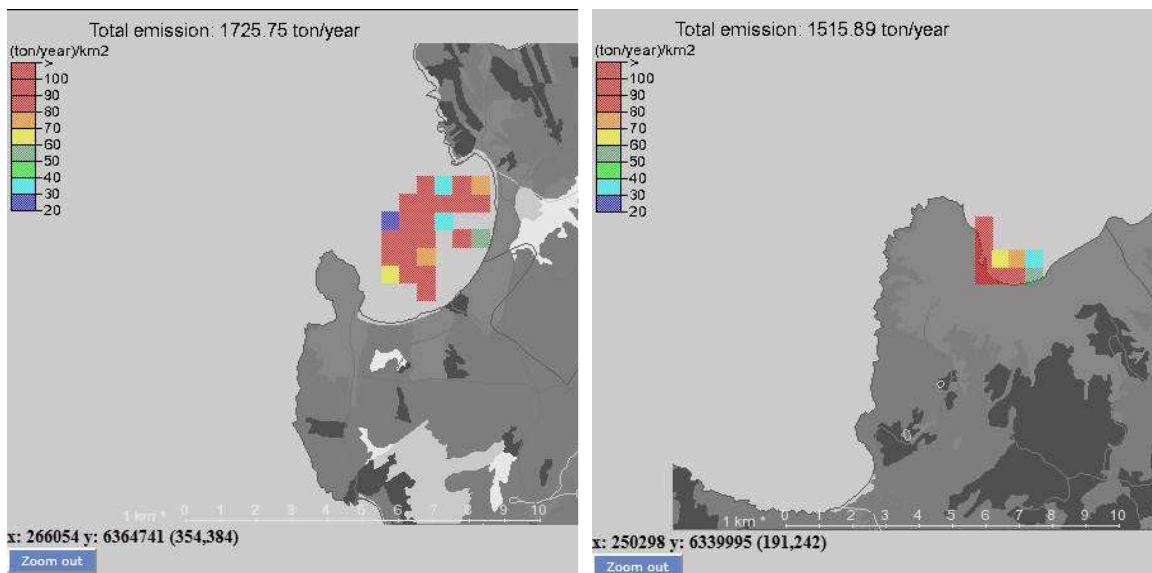 Total emission: 1725.75 ton/year
(ton/year)/km2
>
100
90
80
70
60
50
40
30
20
1 km * 0 1 2 3 4 5 6 7 8 9 10
x: 266054 y: 6364741 (354,384)
Zoom out
Total emission: 1515.89 ton/year
(ton/year)/km2
>
100
90
80
70
60
50
40
30
20
1 km * 0 1 2 3 4 5 6 7 8 9 10
x: 250298 y: 6339995 (191,242)
Zoom out